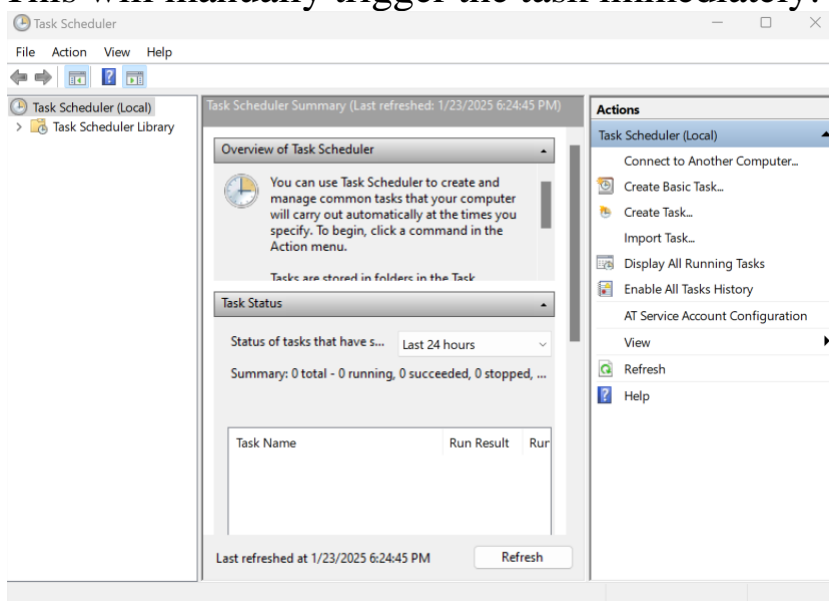 This will manually trigger the task immediately.
Task Scheduler
File Action View Help
Task Scheduler (Local)
Task Scheduler Library
Task Scheduler Summary (Last refreshed: 1/23/2025 6:24:45 PM)
Overview of Task Scheduler
You can use Task Scheduler to create and
manage common tasks that your computer
will carry out automatically at the times you
specify. To begin, click a command in the
Action menu.
Tasks are stored in folders in the Task
Task Status
Status of tasks that have s... Last 24 hours
Summary: 0 total - 0 running, 0 succeeded, 0 stopped, ...
Task Name Run Result Run
Last refreshed at 1/23/2025 6:24:45 PM Refresh
Actions
Task Scheduler (Local)
Connect to Another Computer...
Create Basic Task...
Create Task...
Import Task...
Display All Running Tasks
Enable All Tasks History
AT Service Account Configuration
View
Refresh
Help